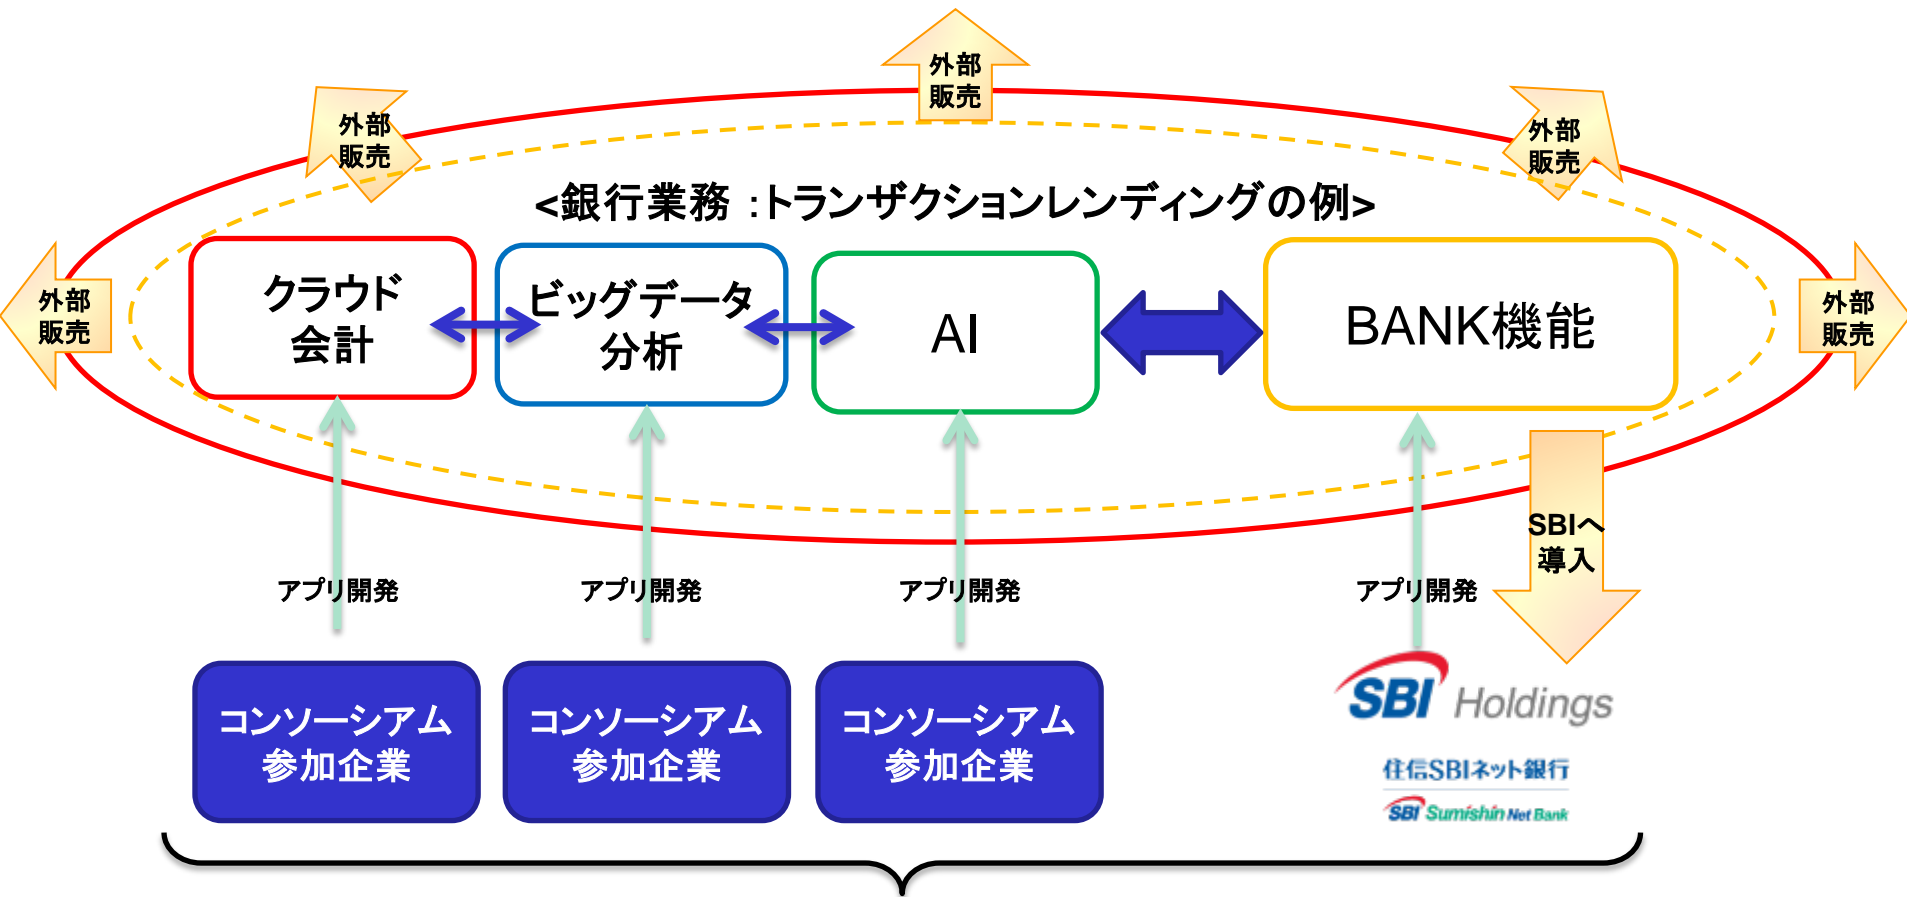 外部
販売
外部
販売
外部
販売
<銀行業務：トランザクションレンディングの例>
外部
販売
クラウド
会計
ビッグデータ
分析
AI
BANK機能
外部
販売
SBIへ
導入
アプリ開発
アプリ開発
アプリ開発
アプリ開発
コンソーシアム
参加企業
コンソーシアム
参加企業
コンソーシアム
参加企業
SBI Holdings
住信SBIネット銀行
SBI Sumishin Net Bank